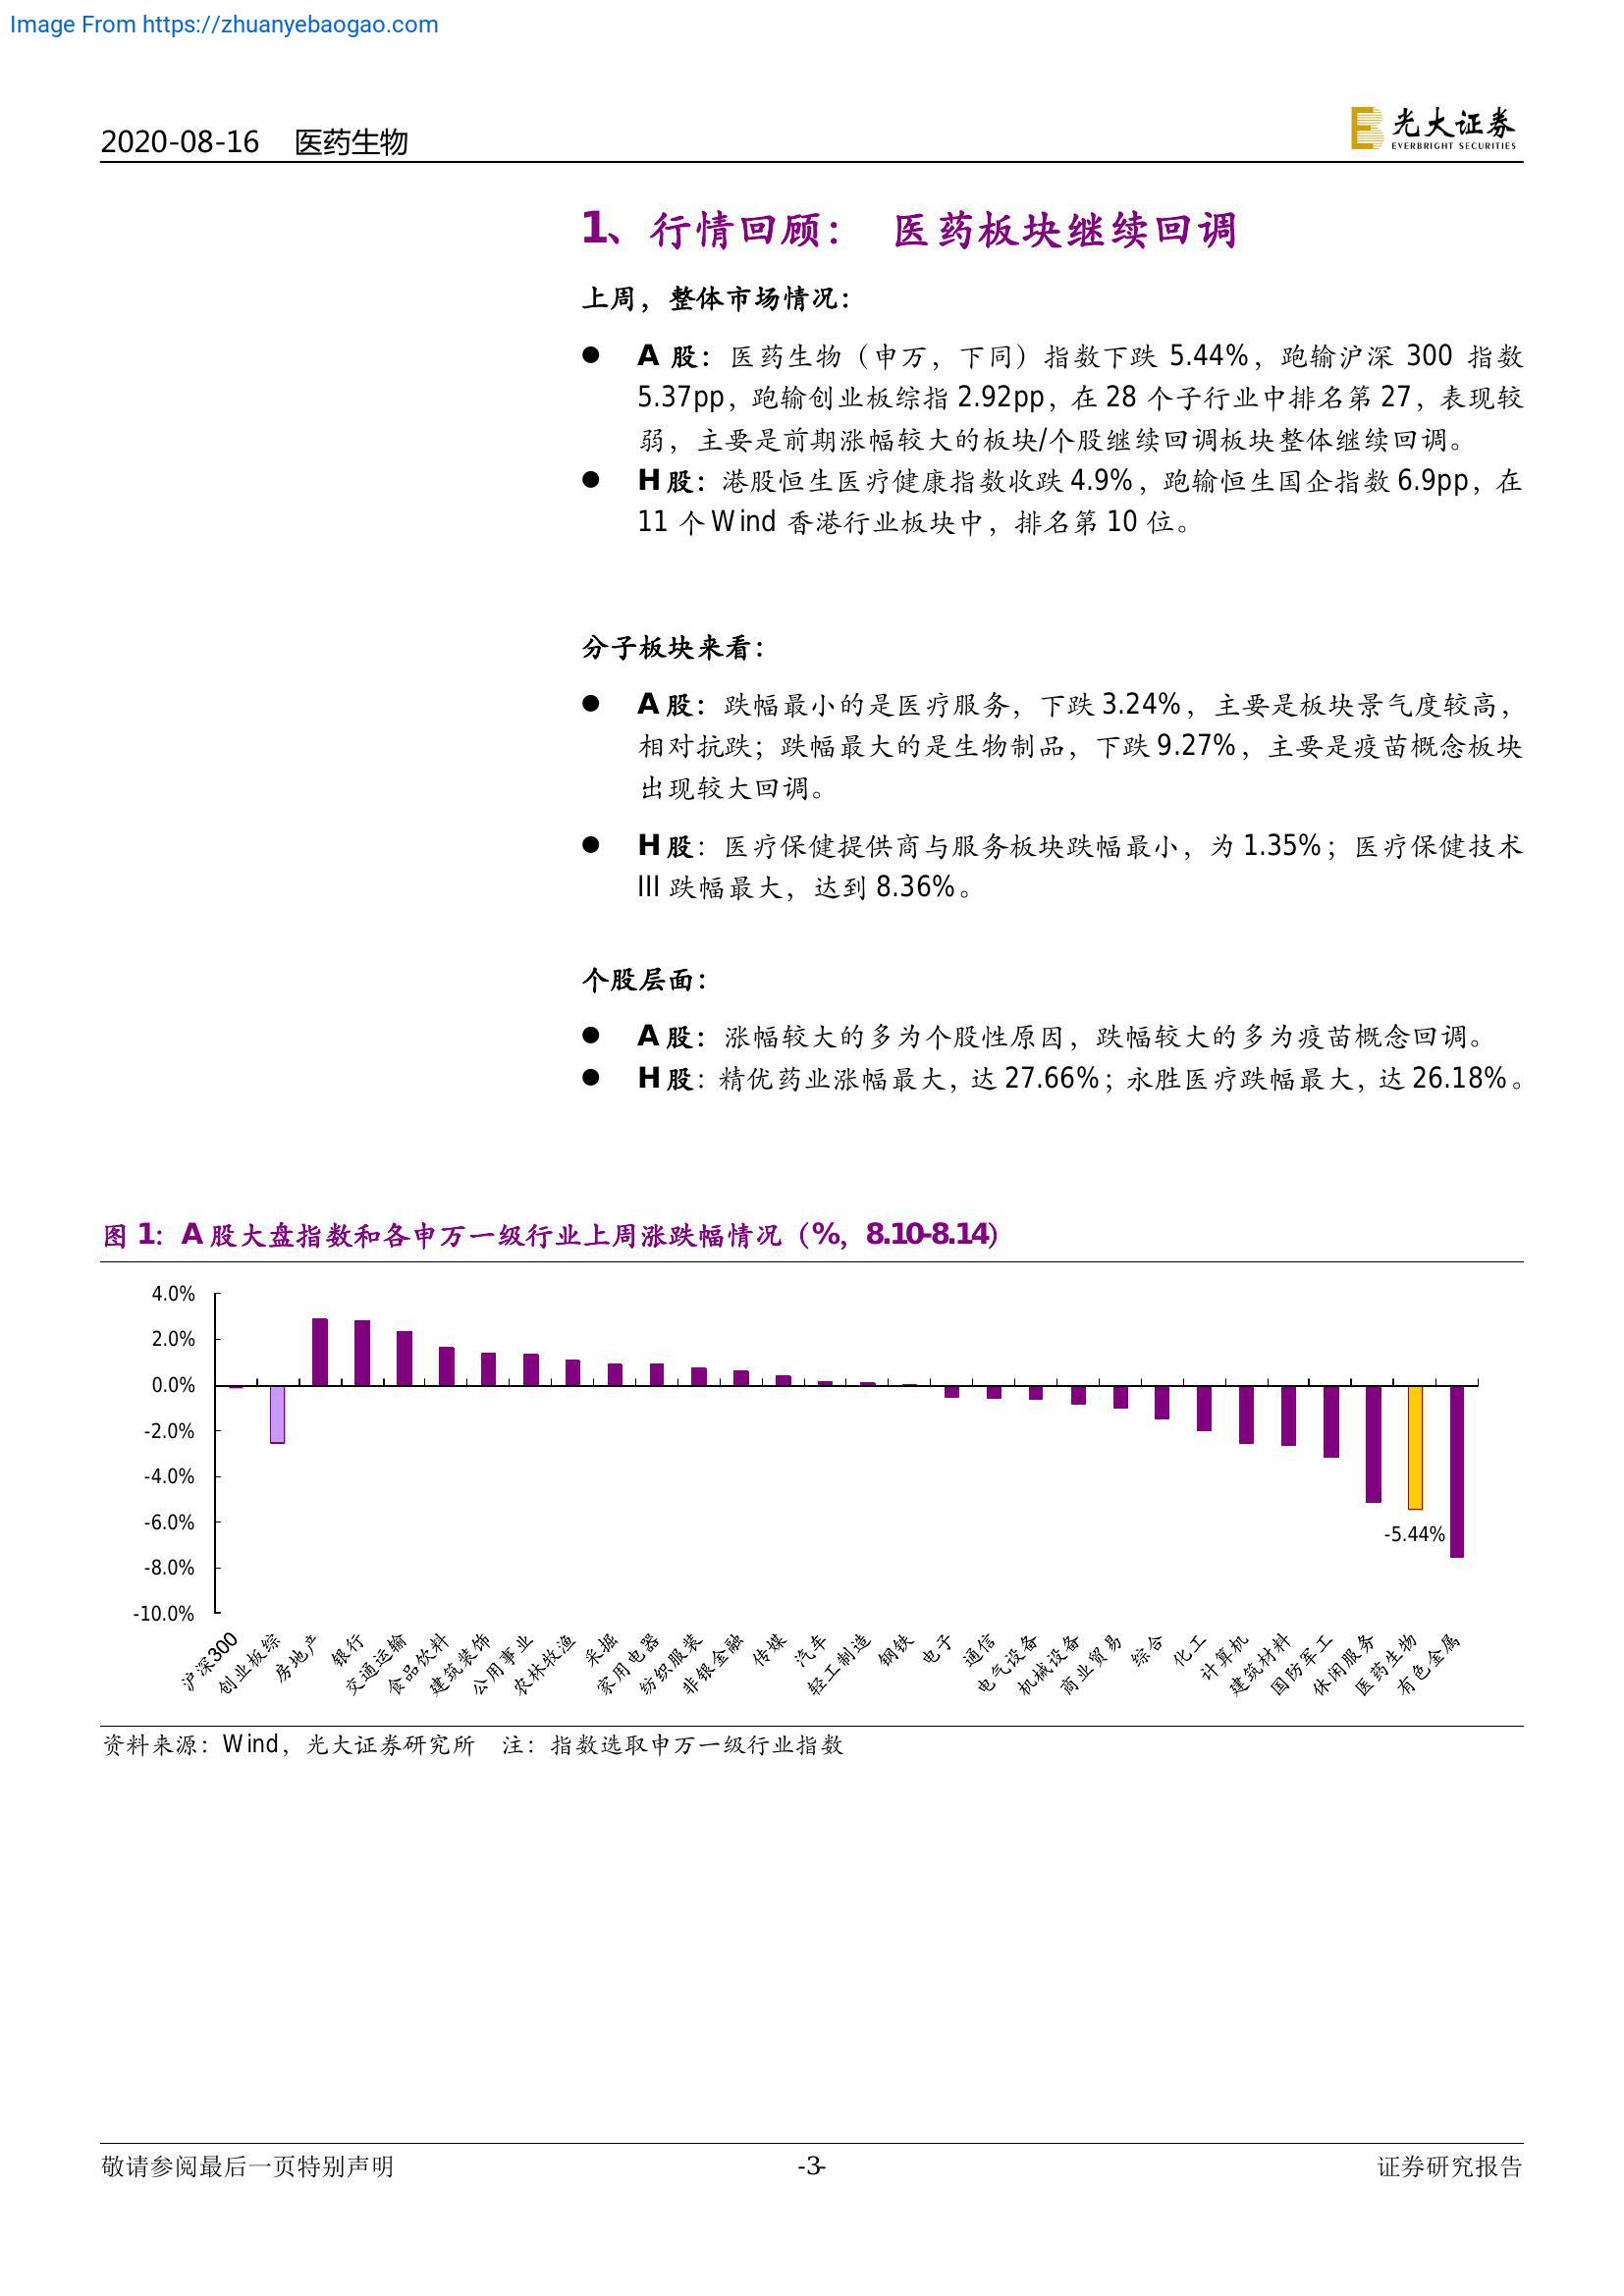 Image From https://zhuanyebaogao.com
2020-08-16 医药生物
光大证券
EVERBRIGHT SECURITIES
1、行情回顾： 医药板块继续回调
上周，整体市场情况：
● A 股：医药生物（申万，下同）指数下跌 5.44%，跑输沪深 300 指数
5.37pp，跑输创业板综指 2.92pp，在 28 个子行业中排名第 27，表现较
弱，主要是前期涨幅较大的板块/个股继续回调板块整体继续回调。
● H 股：港股恒生医疗健康指数收跌 4.9%，跑输恒生国企指数 6.9pp，在
11 个 Wind 香港行业板块中，排名第 10 位。
分子板块来看：
● A 股：跌幅最小的是医疗服务，下跌 3.24%，主要是板块景气度较高，
相对抗跌；跌幅最大的是生物制品，下跌 9.27%，主要是疫苗概念板块
出现较大回调。
● H 股：医疗保健提供商与服务板块跌幅最小，为 1.35%；医疗保健技术
III 跌幅最大，达到 8.36%。
个股层面：
● A 股：涨幅较大的多为个股性原因，跌幅较大的多为疫苗概念回调。
● H 股：精优药业涨幅最大，达 27.66%；永胜医疗跌幅最大，达 26.18%。
图 1：A 股大盘指数和各申万一级行业上周涨跌幅情况（%，8.10-8.14）
4.0%
2.0%
0.0%
-2.0%
-4.0%
-6.0%
-8.0%
-10.0%
-5.44%
沪深300
创业板综
房地产
银行
交通运输
食品饮料
建筑装饰
公用事业
农林牧渔
采掘
家用电器
纺织服装
非银金融
传媒
汽车
轻工制造
钢铁
电子
通信
电气设备
机械设备
商业贸易
综合
化工
计算机
建筑材料
国防军工
休闲服务
医药生物
有色金属
资料来源：Wind，光大证券研究所 注：指数选取申万一级行业指数
敬请参阅最后一页特别声明
-3-
证券研究报告